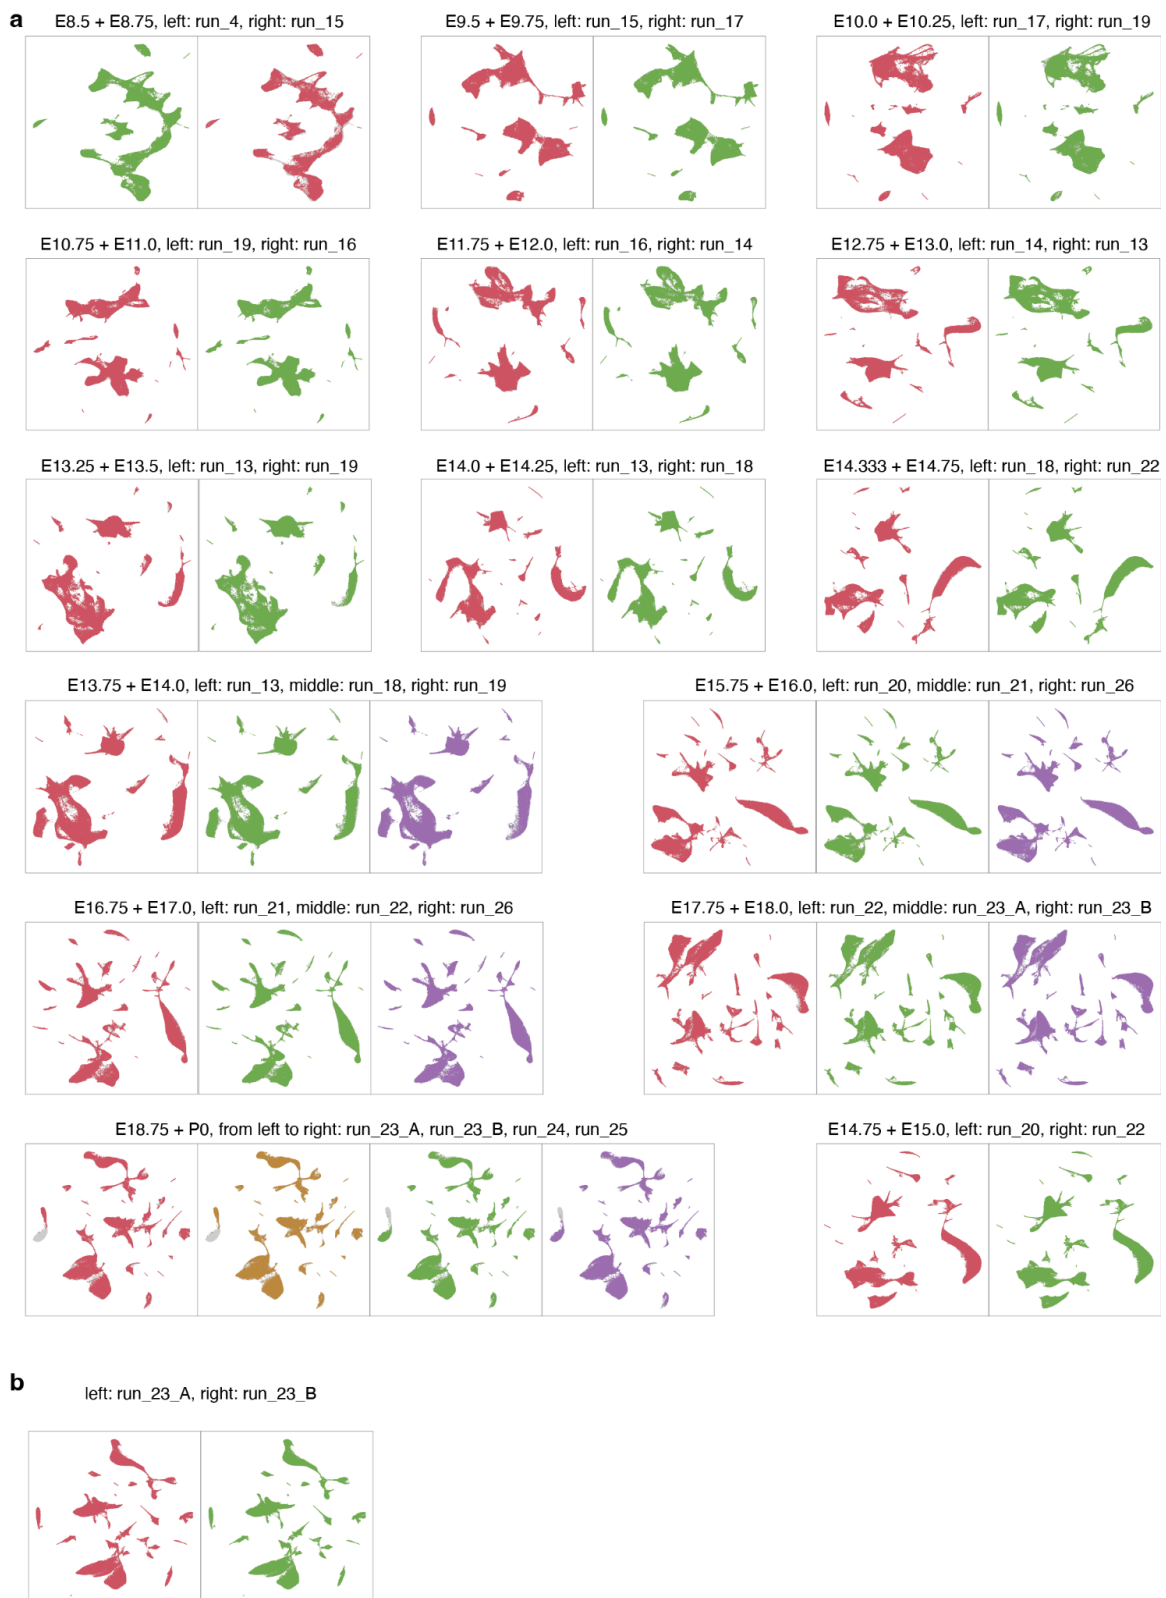 a
E8.5 + E8.75, left: run_4, right: run_15
E9.5 + E9.75, left: run_15, right: run_17
E10.0 + E10.25, left: run_17, right: run_19
E10.75 + E11.0, left: run_19, right: run_16
E11.75 + E12.0, left: run_16, right: run_14
E12.75 + E13.0, left: run_14, right: run_13
E13.25 + E13.5, left: run_13, right: run_19
E14.0 + E14.25, left: run_13, right: run_18
E14.333 + E14.75, left: run_18, right: run_22
E13.75 + E14.0, left: run_13, middle: run_18, right: run_19
E15.75 + E16.0, left: run_20, middle: run_21, right: run_26
E16.75 + E17.0, left: run_21, middle: run_22, right: run_26
E17.75 + E18.0, left: run_22, middle: run_23_A, right: run_23_B
E18.75 + P0, from left to right: run_23_A, run_23_B, run_24, run_25
E14.75 + E15.0, left: run_20, right: run_22
b
left: run_23_A, right: run_23_B